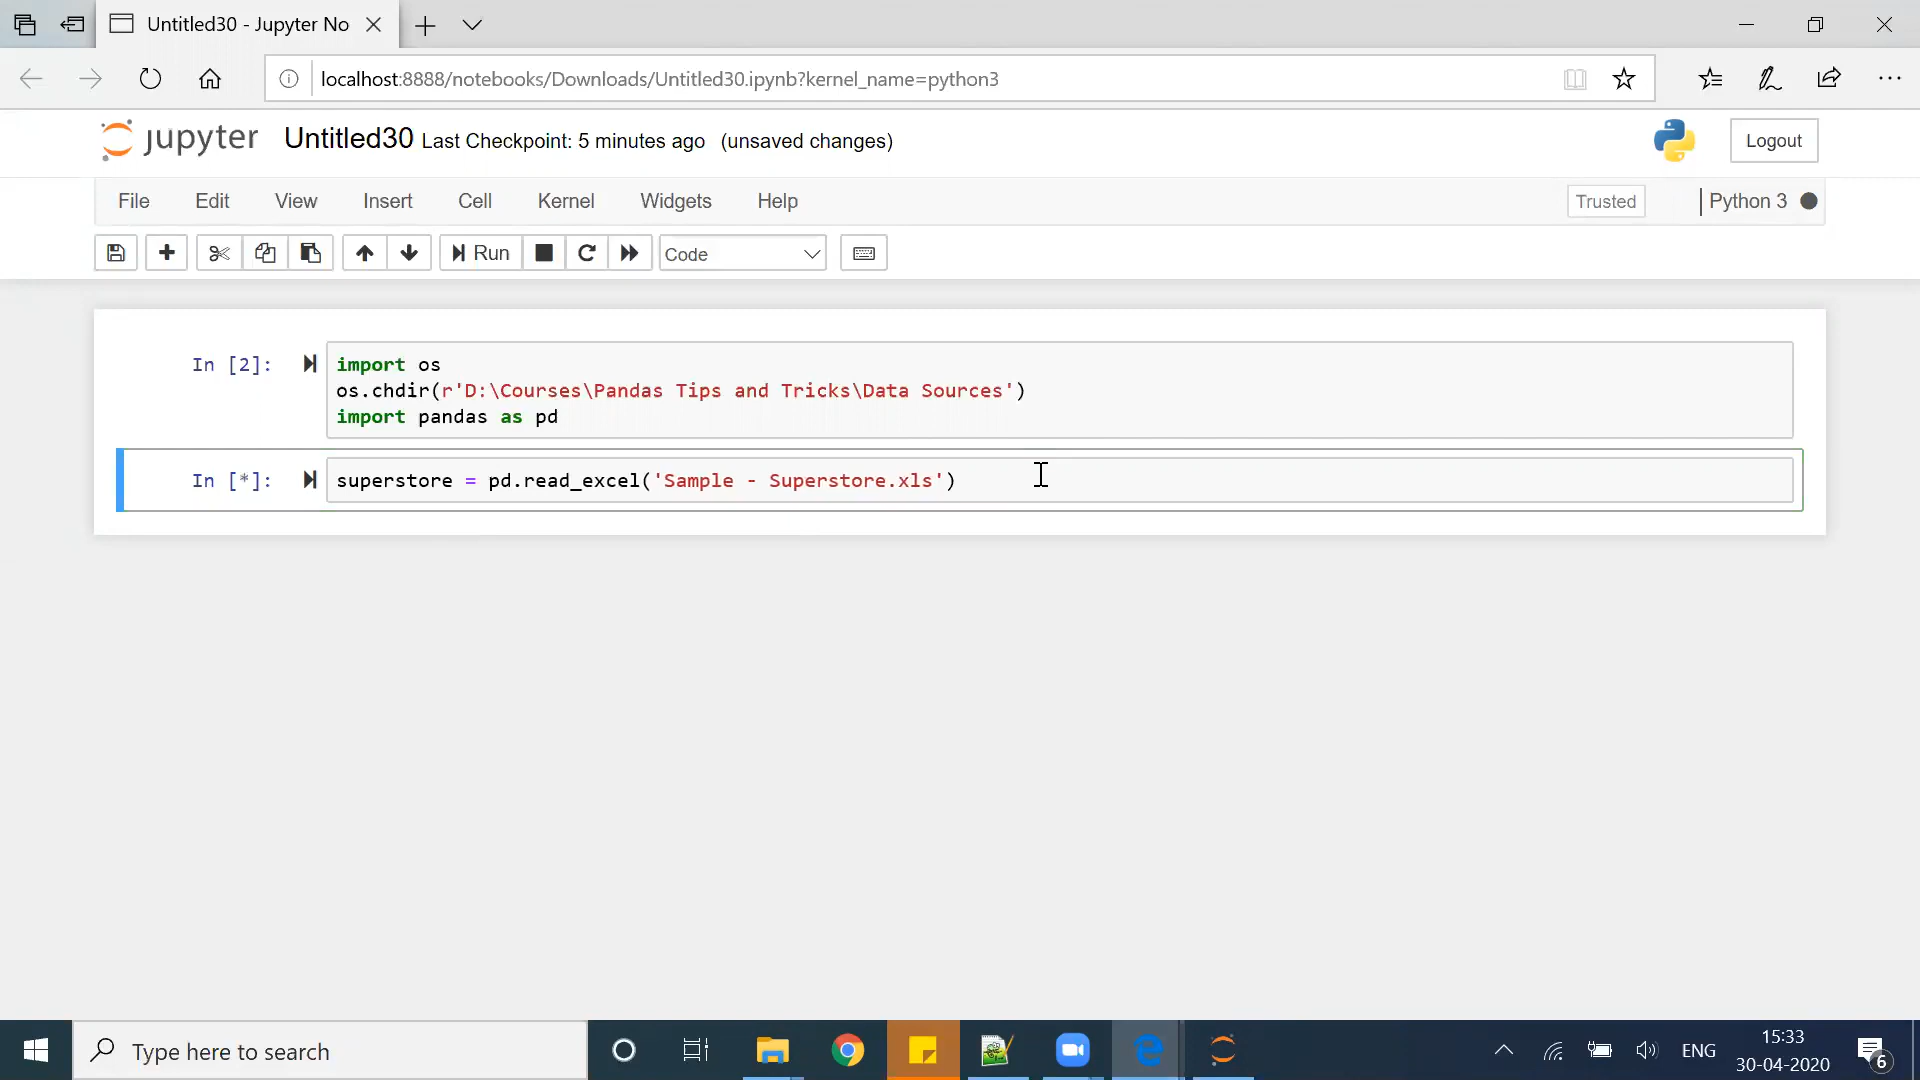 Untitled30 - Jupyter No
localhost:8888/notebooks/Downloads/Untitled30.ipynb?kernel_name=python3
jupyter Untitled30 Last Checkpoint: 5 minutes ago (unsaved changes)
Logout
File Edit View Insert Cell Kernel Widgets Help
Trusted
Python 3
Run
Code
In [2]:
import os
os.chdir(r'D:\Courses\Pandas Tips and Tricks\Data Sources')
import pandas as pd
In [*]:
superstore = pd.read_excel('Sample - Superstore.xls')
Type here to search
ENG
15:33
30-04-2020
6